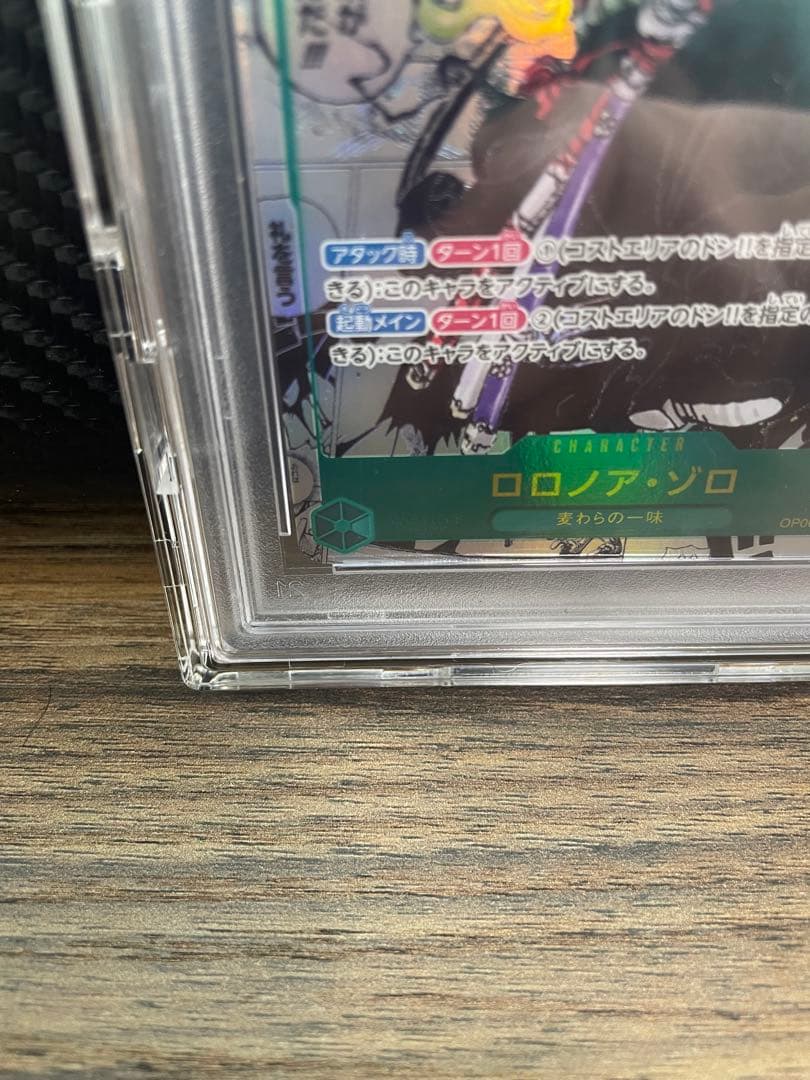 アタック時 ターン1回 ①(コストエリアのドン!!を指定
きる):このキャラをアクティブにする。
起動メイン ターン1回 ②(コストエリアのドン!!を指定の
きる):このキャラをアクティブにする。
CHARACTER
ロロノア・ゾロ
麦わらの一味
OP0